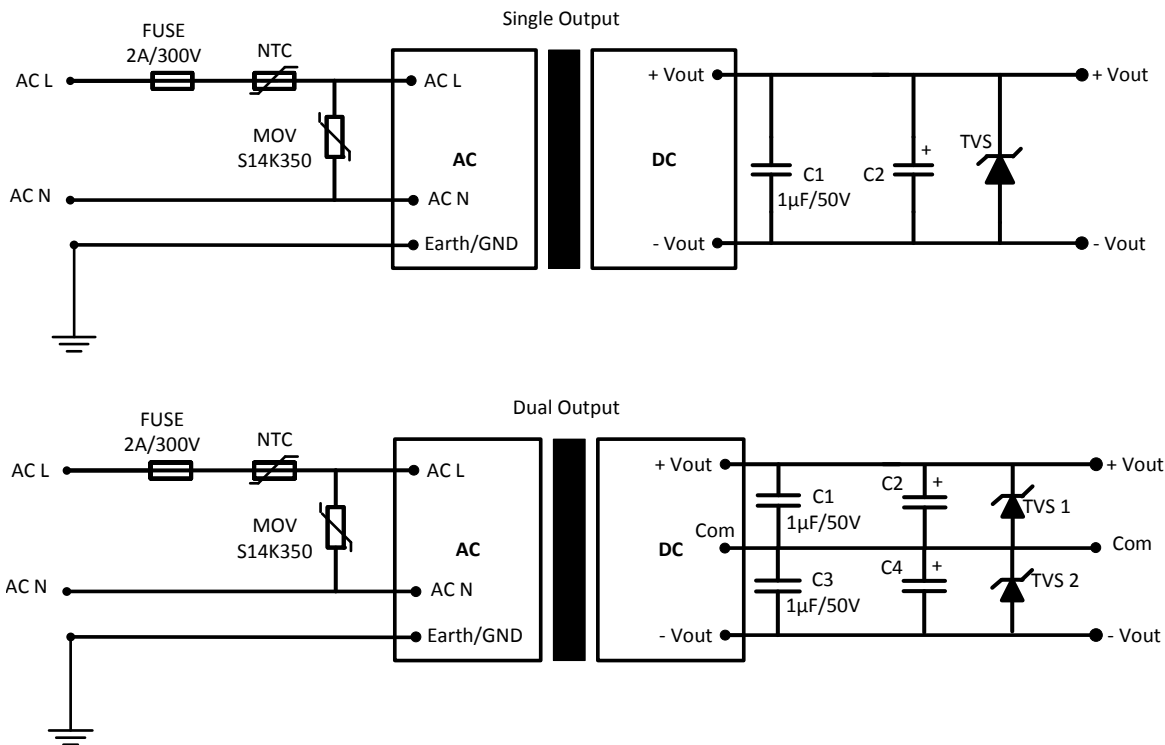 Single Output
FUSE
2A/300V
NTC
AC L
AC L
+ Vout
+ Vout
MOV
S14K350
AC
DC
C1
1µF/50V
C2
+
TVS
AC N
AC N
Earth/GND
- Vout
- Vout
Dual Output
FUSE
2A/300V
NTC
AC L
AC L
+ Vout
+ Vout
C1
1µF/50V
C2
+
TVS 1
MOV
S14K350
AC
DC
Com
Com
C3
1µF/50V
C4
+
TVS 2
AC N
AC N
Earth/GND
- Vout
- Vout